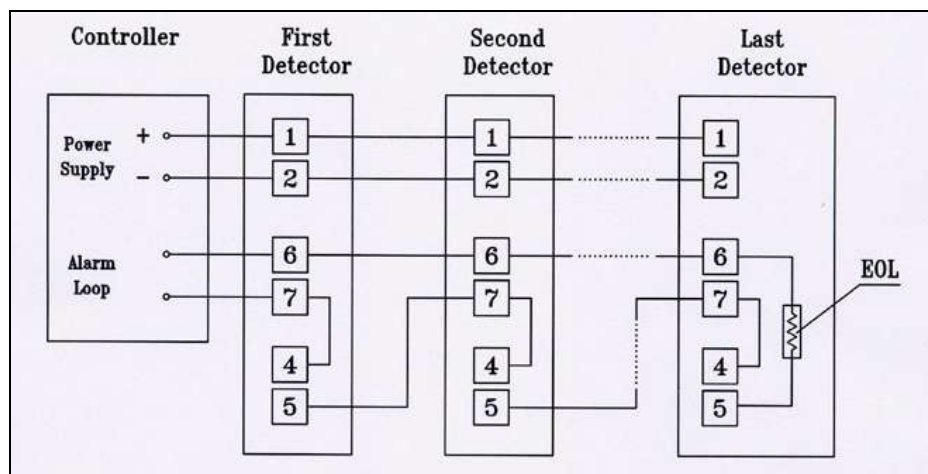 Controller
First
Detector
Second
Detector
Last
Detector
Power
Supply
+
-
Alarm
Loop
1
2
6
7
4
5
1
2
6
7
4
5
1
2
6
7
4
5
EOL